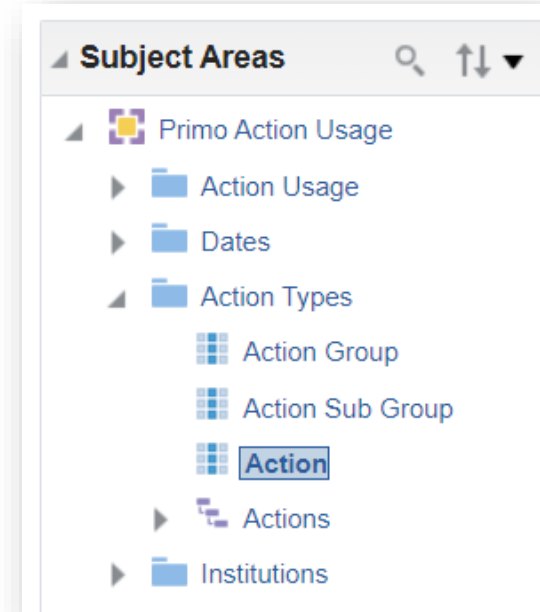 Subject Areas
Primo Action Usage
Action Usage
Dates
Action Types
Action Group
Action Sub Group
Action
Actions
Institutions